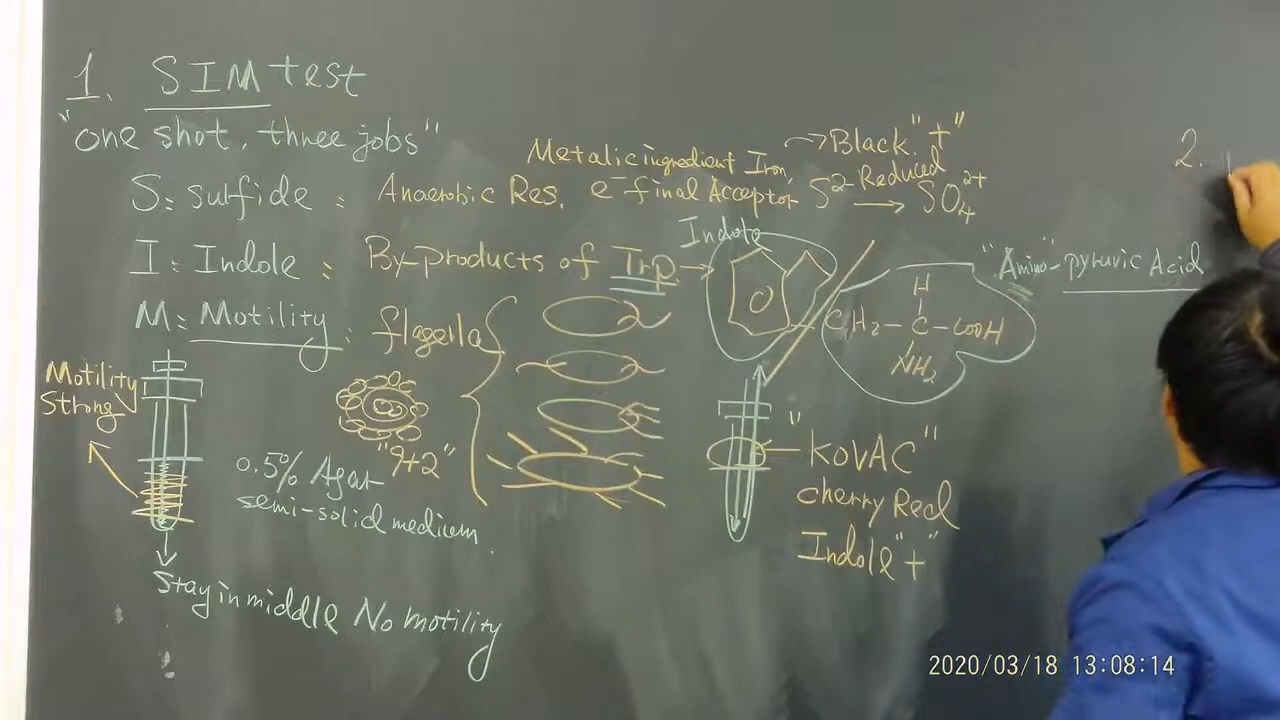 1. SIM test
"one shot, three jobs"
Metalic ingredient Iron, → Black "+"
S: sulfide : Anaerobic Res. e⁻ final Acceptor S²⁻ Reduced → SO₄²⁺
Indole
I: Indole : By-products of Trp →
"Amino"-pyruvic Acid
H
CH₂-C-COOH
NH₂
M: Motility : flagella
Motility
Strong
"9+2"
0.5% Agar
semi-solid medium.
Stay in middle No motility
"KOVAC"
cherry Red
Indole "+"
2.
2020/03/18 13:08:14